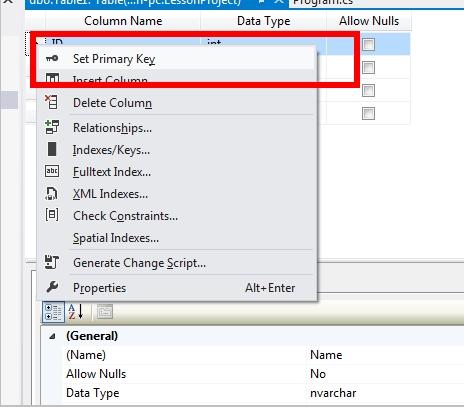 dbo.Table1: Table(...n-pc.LessonProject) Program.cs
Column Name Data Type Allow Nulls
ID int
Set Primary Key
Insert Column
Delete Column
Relationships...
Indexes/Keys...
Fulltext Index...
XML Indexes...
Check Constraints...
Spatial Indexes...
Generate Change Script...
Properties Alt+Enter
(General)
(Name) Name
Allow Nulls No
Data Type nvarchar